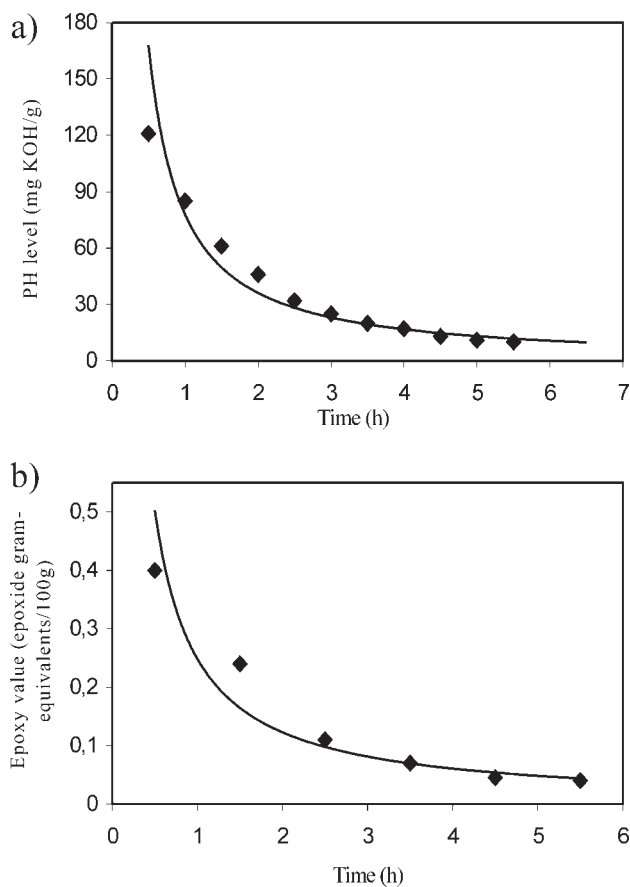 a)
PH level (mg KOH/g)
180
150
120
90
60
30
0
0 1 2 3 4 5 6 7
Time (h)
b)
Epoxy value (epoxide gram-
equivalents/100g)
0,5
0,4
0,3
0,2
0,1
0
0 1 2 3 4 5 6
Time (h)